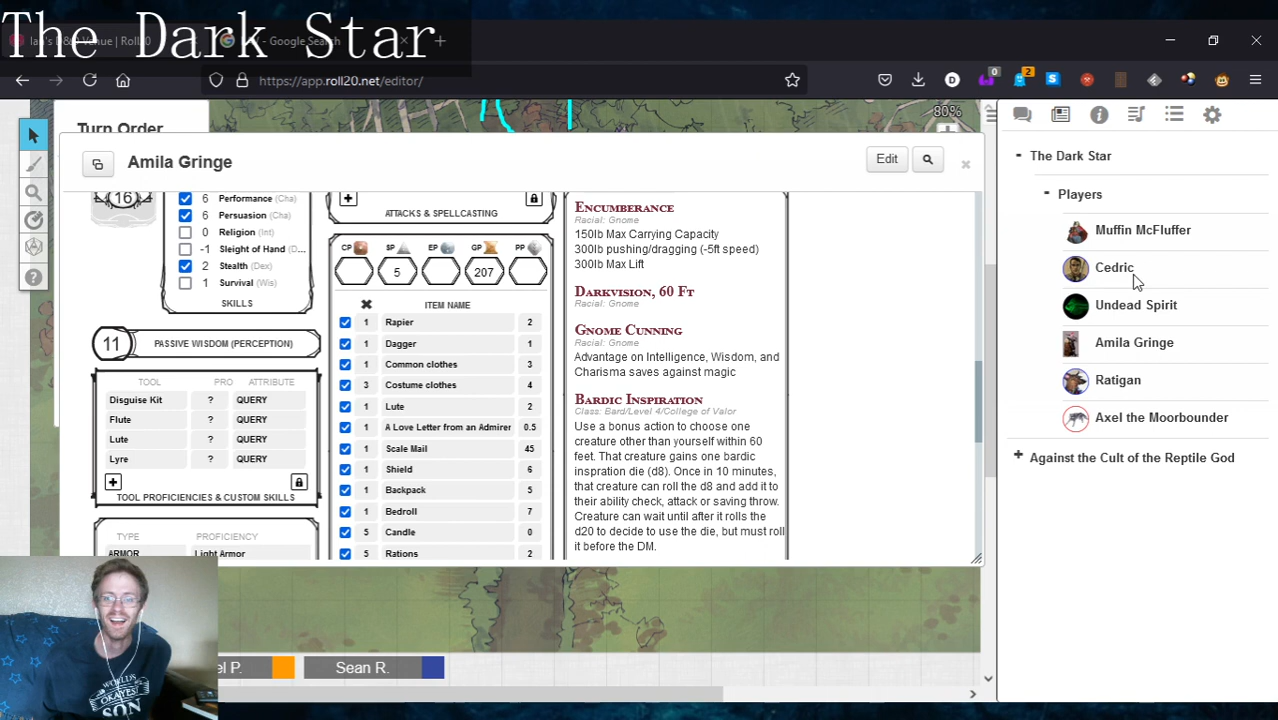 The Dark Star
https://app.roll20.net/editor/
0
2
Turn Order
80%
Amila Gringe
Edit
16
6 Performance (Cha)
6 Persuasion (Cha)
0 Religion (Int)
-1 Sleight of Hand (D...
2 Stealth (Dex)
1 Survival (Wis)
SKILLS
11 PASSIVE WISDOM (PERCEPTION)
TOOL PRO ATTRIBUTE
Disguise Kit ? QUERY
Flute ? QUERY
Lute ? QUERY
Lyre ? QUERY
TOOL PROFICIENCIES & CUSTOM SKILLS
TYPE PROFICIENCY
ARMOR Light Armor
ATTACKS & SPELLCASTING
CP SP EP GP PP
5 207
ITEM NAME
1 Rapier 2
1 Dagger 1
1 Common clothes 3
3 Costume clothes 4
1 Lute 2
1 A Love Letter from an Admirer 0.5
1 Scale Mail 45
1 Shield 6
1 Backpack 5
1 Bedroll 7
5 Candle 0
5 Rations 2
ENCUMBERANCE
Racial: Gnome
150lb Max Carrying Capacity
300lb pushing/dragging (-5ft speed)
300lb Max Lift
DARKVISION, 60 FT
Racial: Gnome
GNOME CUNNING
Racial: Gnome
Advantage on Intelligence, Wisdom, and
Charisma saves against magic
BARDIC INSPIRATION
Class: Bard/Level 4/College of Valor
Use a bonus action to choose one
creature other than yourself within 60
feet. That creature gains one bardic
inspration die (d8). Once in 10 minutes,
that creature can roll the d8 and add it to
their ability check, attack or saving throw.
Creature can wait until after it rolls the
d20 to decide to use the die, but must roll
it before the DM.
The Dark Star
Players
Muffin McFluffer
Cedric
Undead Spirit
Amila Gringe
Ratigan
Axel the Moorbounder
Against the Cult of the Reptile God
el P.
Sean R.
WORLD'S
OKAYEST
SON